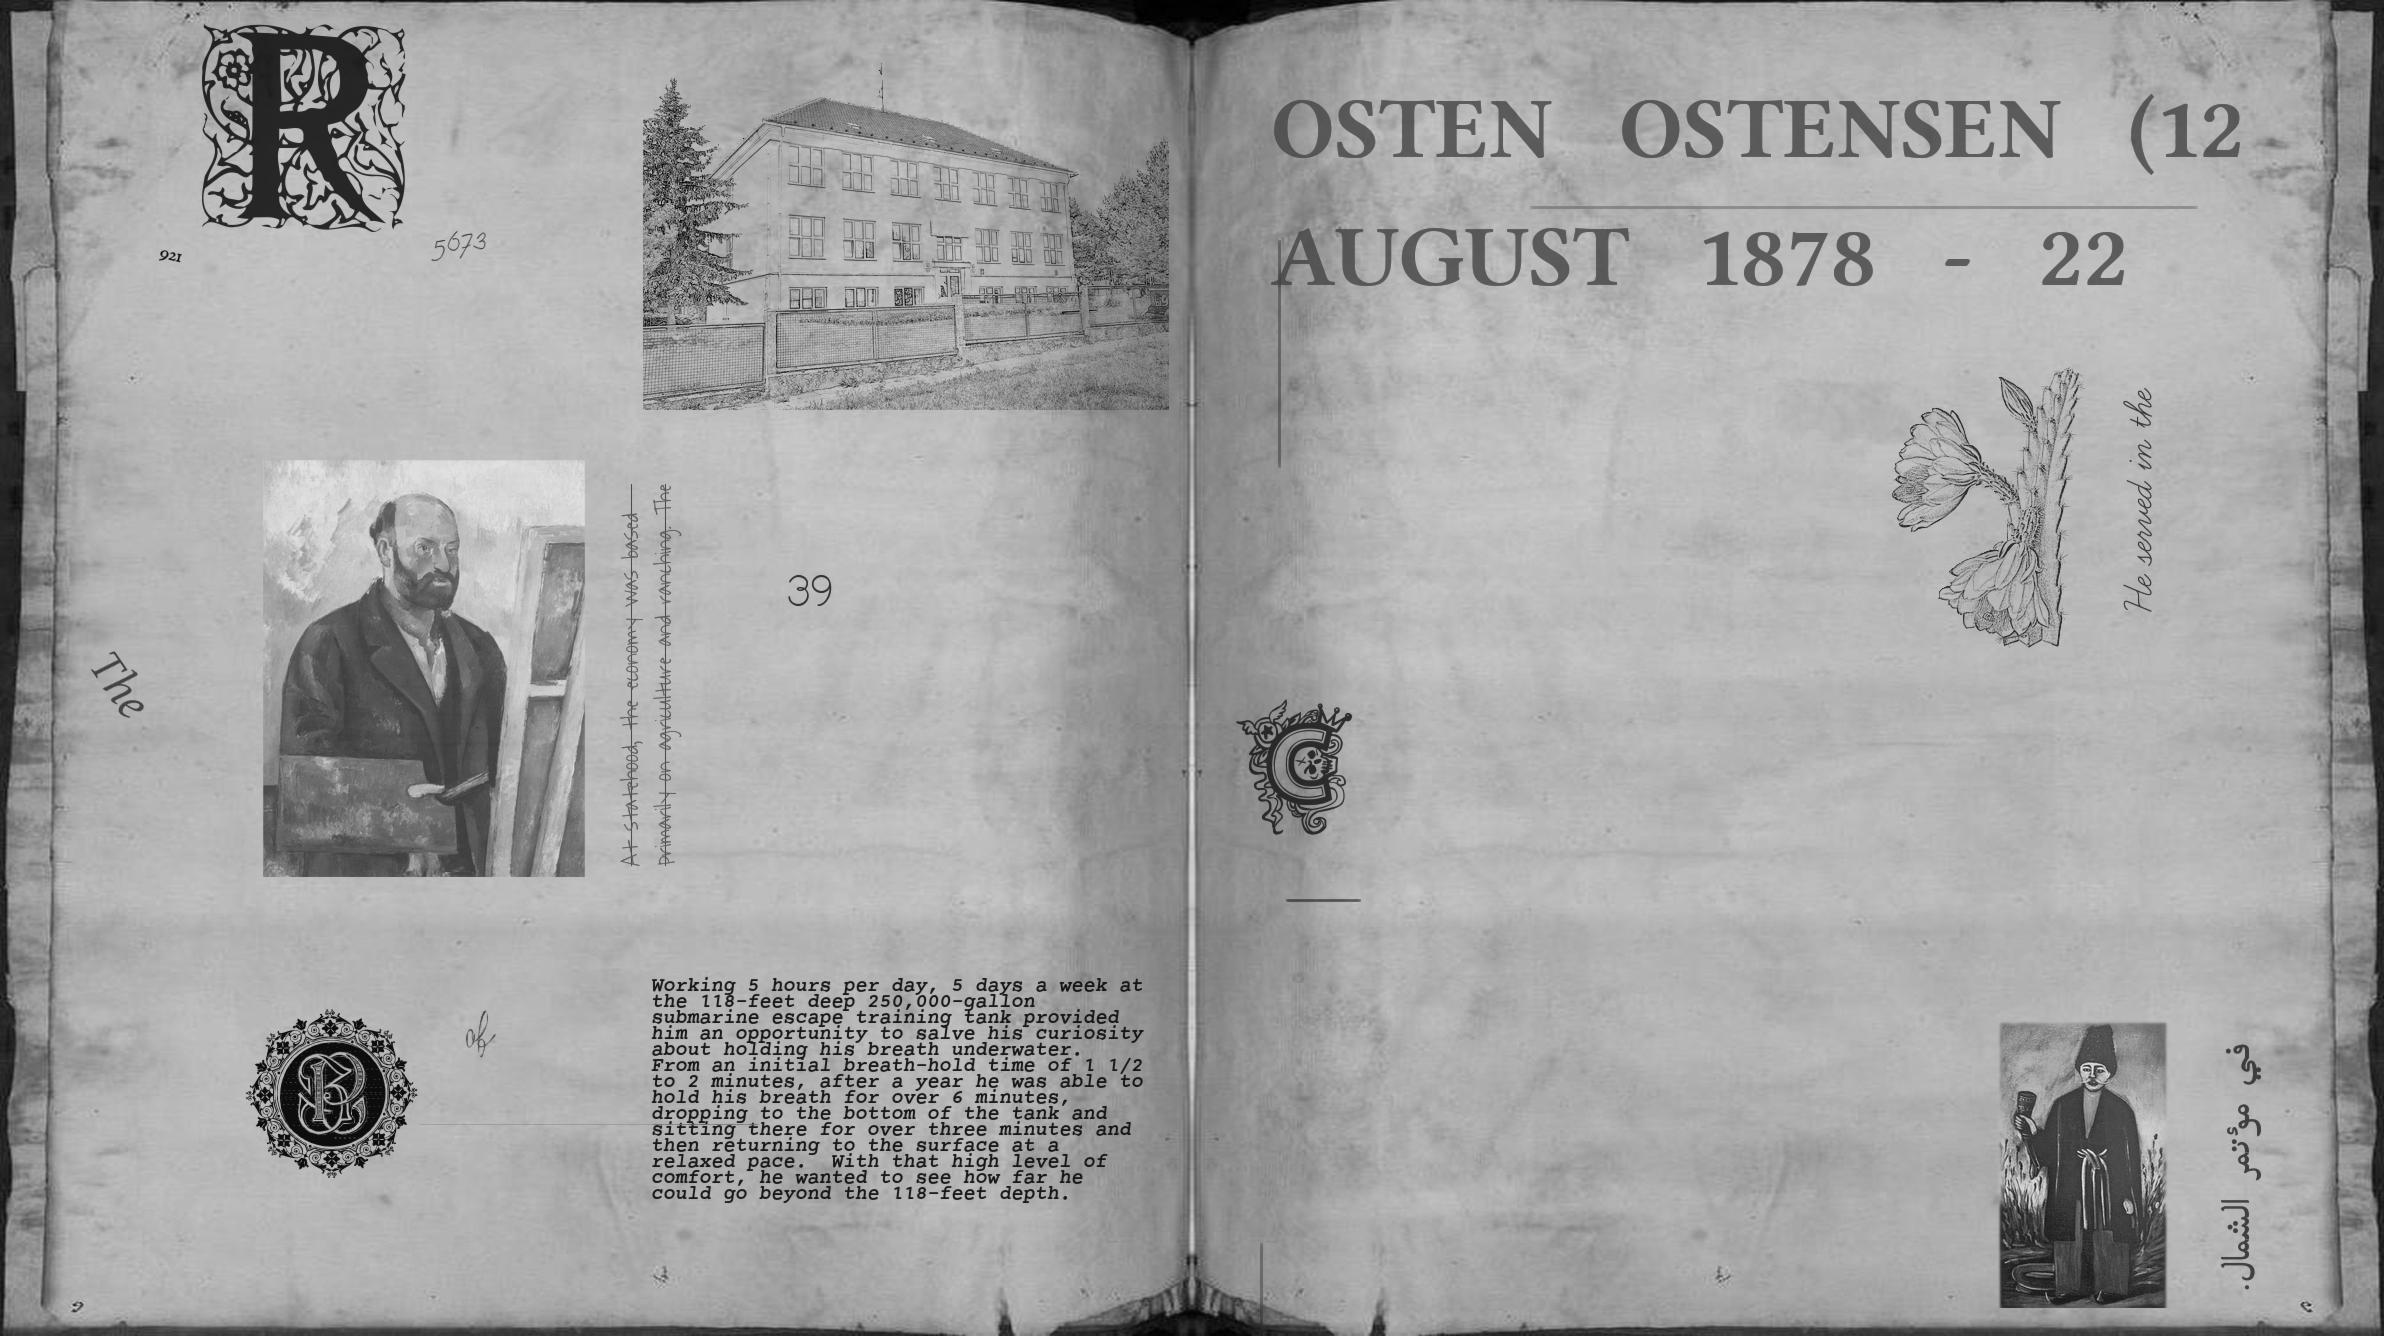 R
5673
921
At statehood, the economy was based
primarily on agriculture and ranching. The
39
The
of
Working 5 hours per day, 5 days a week at
the 118-feet deep 250,000-gallon
submarine escape training tank provided
him an opportunity to salve his curiosity
about holding his breath underwater.
From an initial breath-hold time of 1 1/2
to 2 minutes, after a year he was able to
hold his breath for over 6 minutes,
dropping to the bottom of the tank and
sitting there for over three minutes and
then returning to the surface at a
relaxed pace.  With that high level of
comfort, he wanted to see how far he
could go beyond the 118-feet depth.
OSTEN OSTENSEN (12
AUGUST 1878 - 22
He served in the
C
في مؤتمر الشمال.